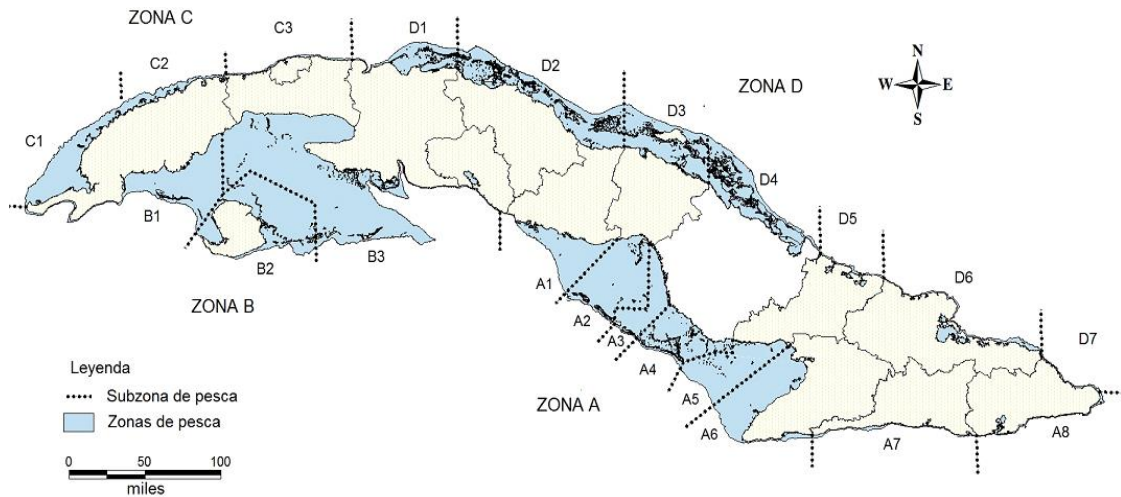 ZONA C
C3
D1
C2
D2
ZONA D
N
W E
S
D3
C1
D4
B1
B2
B3
D5
A1
D6
ZONA B
A2
A3
D7
Leyenda
A4
Subzona de pesca
ZONA A
A5
Zonas de pesca
A6
A7
A8
0 50 100
miles